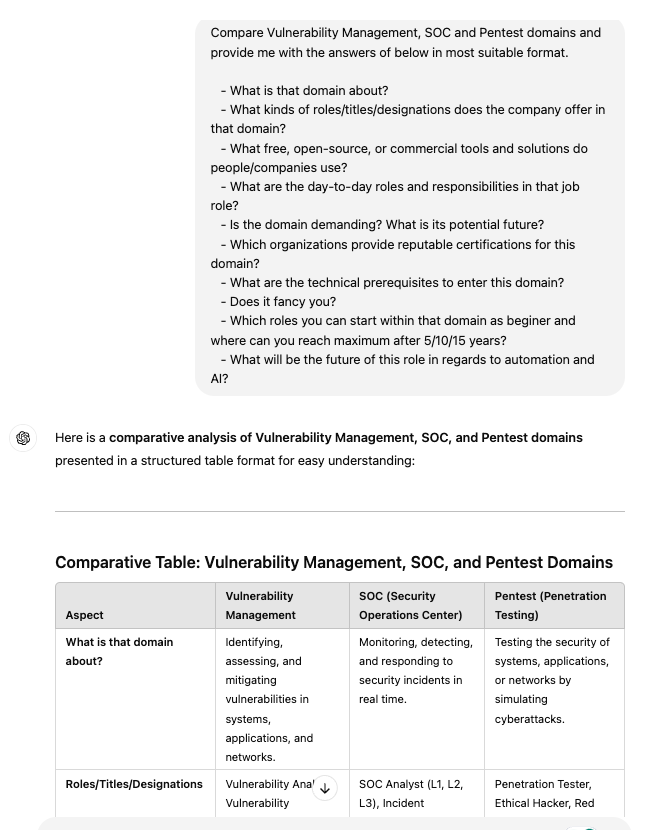 Compare Vulnerability Management, SOC and Pentest domains and
provide me with the answers of below in most suitable format.
- What is that domain about?
- What kinds of roles/titles/designations does the company offer in
that domain?
- What free, open-source, or commercial tools and solutions do
people/companies use?
- What are the day-to-day roles and responsibilities in that job
role?
- Is the domain demanding? What is its potential future?
- Which organizations provide reputable certifications for this
domain?
- What are the technical prerequisites to enter this domain?
- Does it fancy you?
- Which roles you can start within that domain as beginer and
where can you reach maximum after 5/10/15 years?
- What will be the future of this role in regards to automation and
AI?
Here is a comparative analysis of Vulnerability Management, SOC, and Pentest domains
presented in a structured table format for easy understanding:
Comparative Table: Vulnerability Management, SOC, and Pentest Domains
Aspect
Vulnerability
Management
SOC (Security
Operations Center)
Pentest (Penetration
Testing)
What is that domain
about?
Identifying,
assessing, and
mitigating
vulnerabilities in
systems,
applications, and
networks.
Monitoring, detecting,
and responding to
security incidents in
real time.
Testing the security of
systems, applications,
or networks by
simulating
cyberattacks.
Roles/Titles/Designations
Vulnerability
Vulnerability
SOC Analyst (L1, L2,
L3), Incident
Penetration Tester,
Ethical Hacker, Red